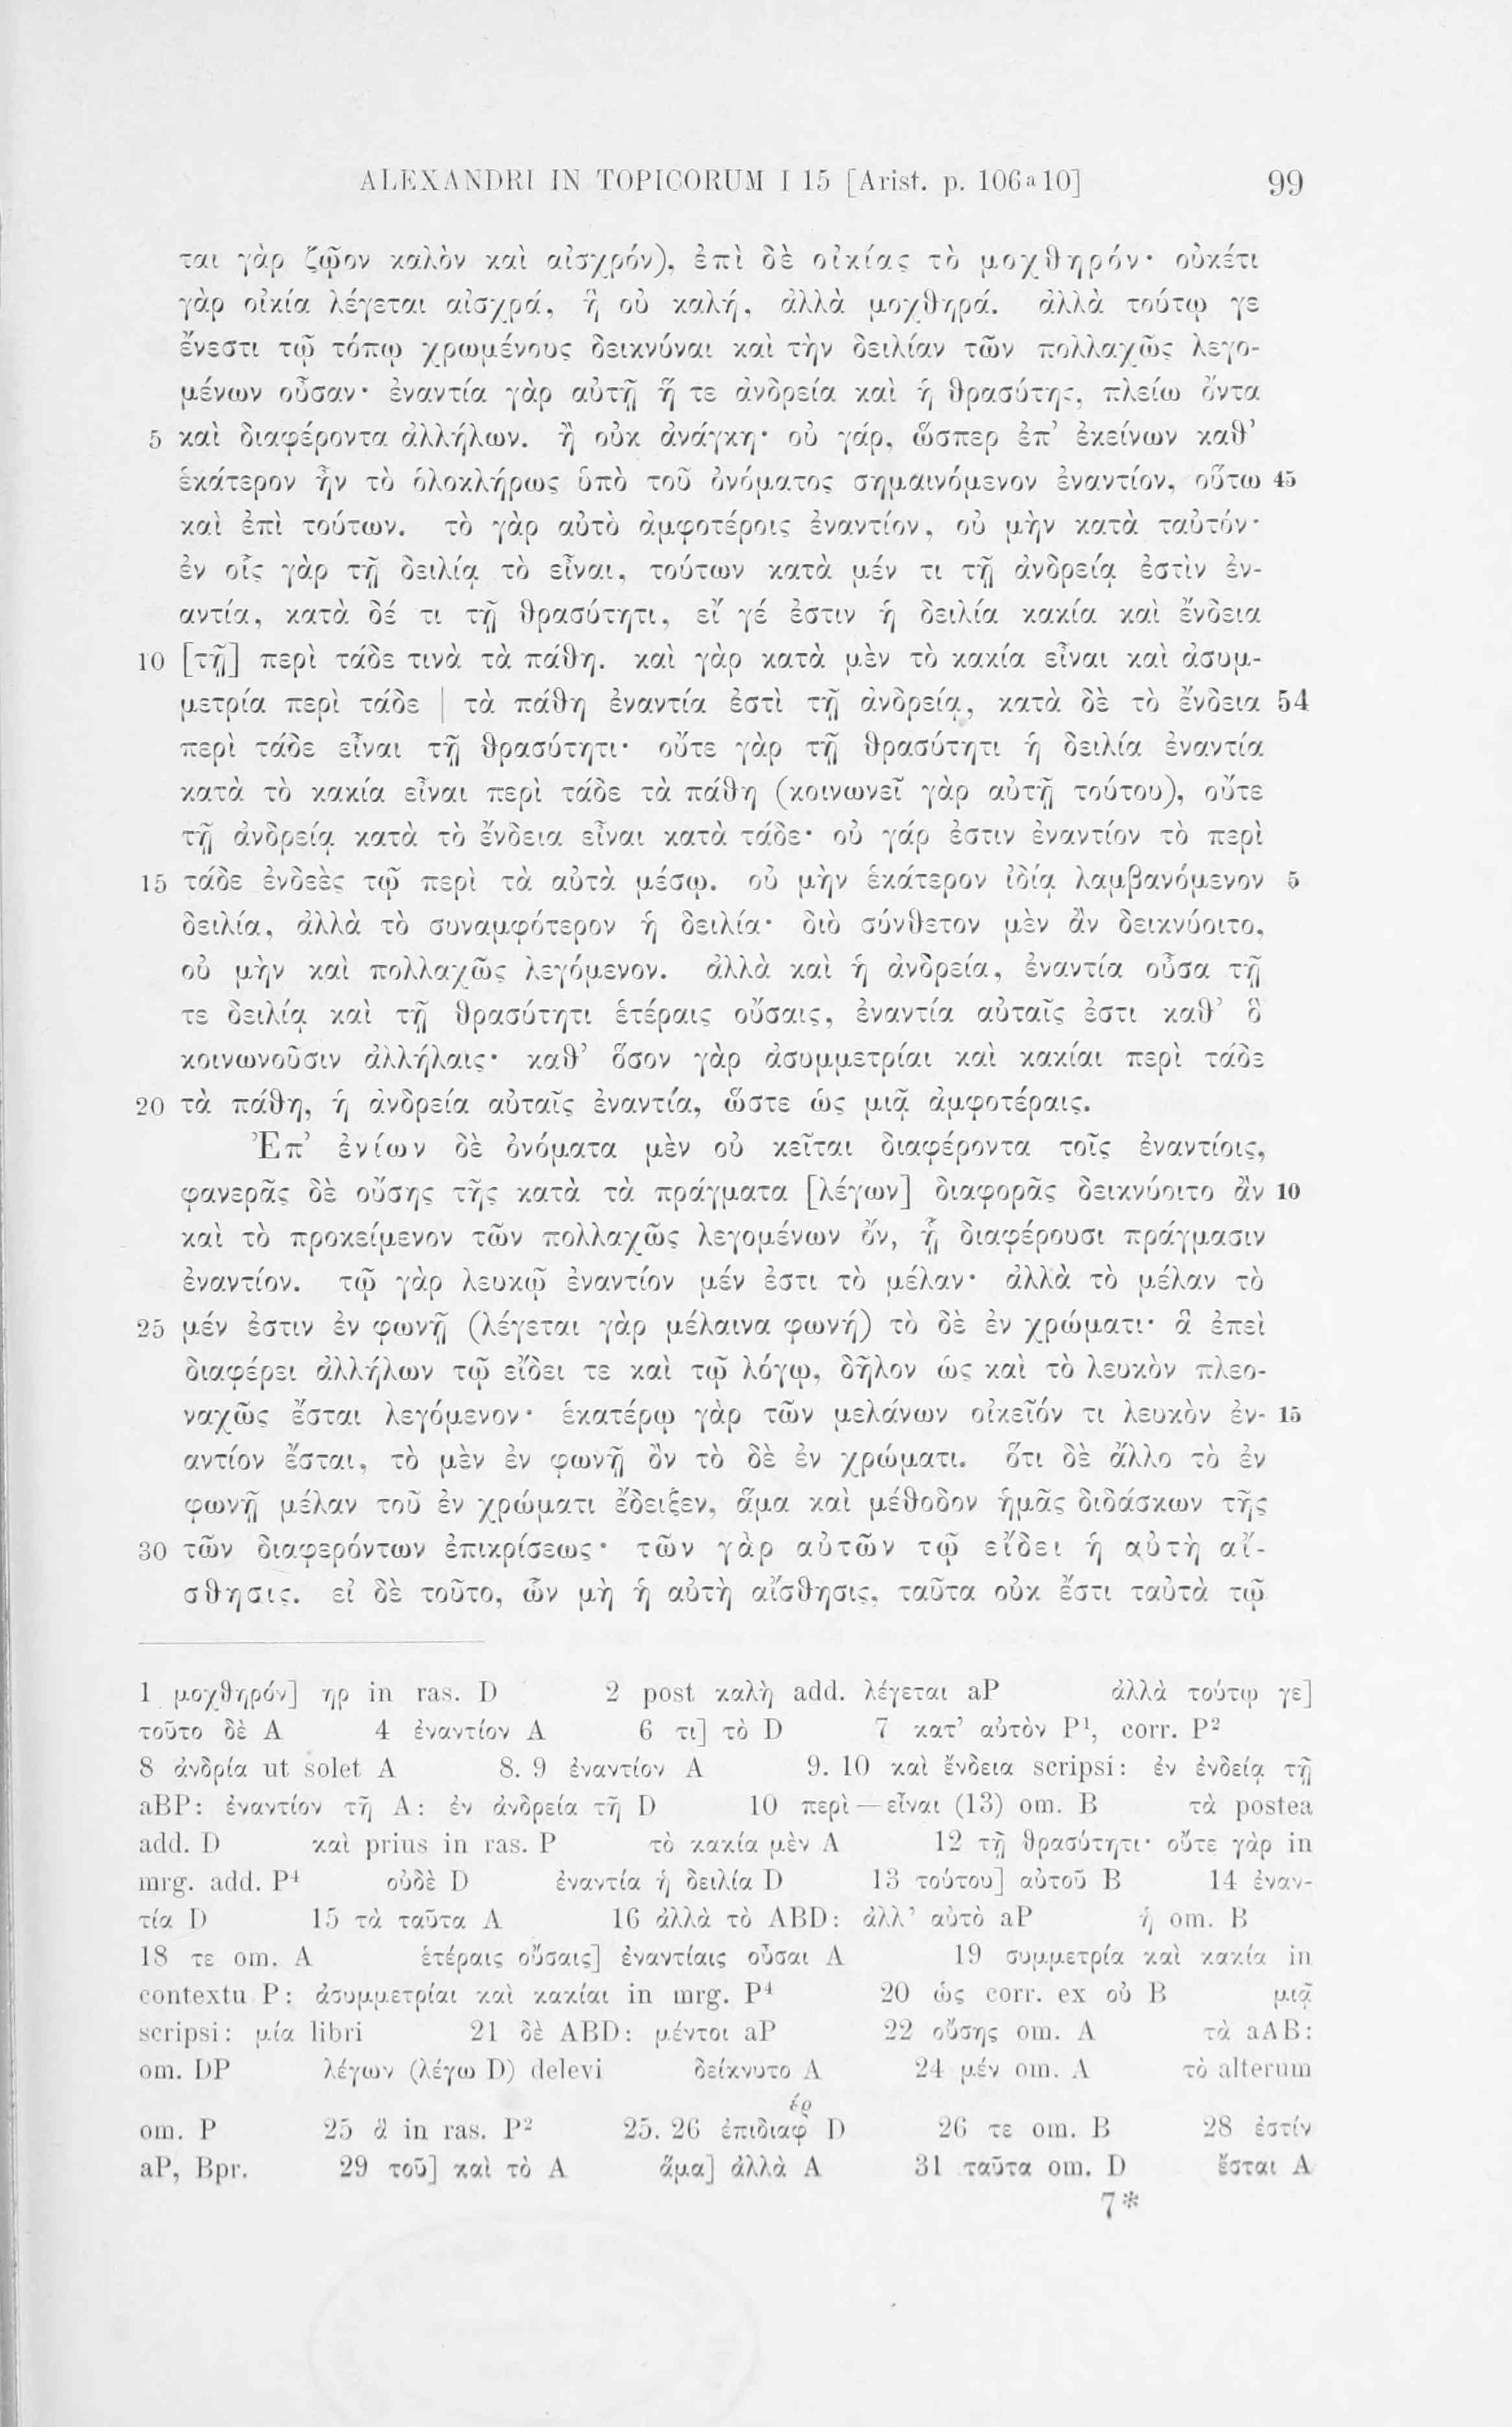 ALEXANDRI IN TOPICORUM I 15 [Arist. p. 106a10] 99
ται γὰρ ζῷον καλὸν καὶ αἰσχρόν), ἐπὶ δὲ οἰκίας τὸ μοχθηρόν· οὐκέτι
γὰρ οἰκία λέγεται αἰσχρά, ἢ οὐ καλή, ἀλλὰ μοχθηρά. ἀλλὰ τούτῳ γε
ἔνεστι τῷ τόπῳ χρωμένους δεικνύναι καὶ τὴν δειλίαν τῶν πολλαχῶς λεγο-
μένων οὖσαν· ἐναντία γὰρ αὐτῇ ἥ τε ἀνδρεία καὶ ἡ θρασύτης, πλείω ὄντα
5 καὶ διαφέροντα ἀλλήλων. ἢ οὐκ ἀνάγκη· οὐ γάρ, ὥσπερ ἐπ’ ἐκείνων καθ’
ἑκάτερον ἦν τὸ ὁλοκλήρως ὑπὸ τοῦ ὀνόματος σημαινόμενον ἐναντίον, οὕτω 45
καὶ ἐπὶ τούτων. τὸ γὰρ αὐτὸ ἀμφοτέροις ἐναντίον, οὐ μὴν κατὰ ταὐτόν·
ἐν οἷς γὰρ τῇ δειλίᾳ τὸ εἶναι, τούτων κατὰ μέν τι τῇ ἀνδρείᾳ ἐστὶν ἐν-
αντία, κατὰ δέ τι τῇ θρασύτητι, εἴ γέ ἐστιν ἡ δειλία κακία καὶ ἔνδεια
10 [τῇ] περὶ τάδε τινὰ τὰ πάθη. καὶ γὰρ κατὰ μὲν τὸ κακία εἶναι καὶ ἀσυμ-
μετρία περὶ τάδε | τὰ πάθη ἐναντία ἐστὶ τῇ ἀνδρείᾳ, κατὰ δὲ τὸ ἔνδεια 54
περὶ τάδε εἶναι τῇ θρασύτητι· οὔτε γὰρ τῇ θρασύτητι ἡ δειλία ἐναντία
κατὰ τὸ κακία εἶναι περὶ τάδε τὰ πάθη (κοινωνεῖ γὰρ αὐτῇ τούτου), οὔτε
τῇ ἀνδρείᾳ κατὰ τὸ ἔνδεια εἶναι κατὰ τάδε· οὐ γάρ ἐστιν ἐναντίον τὸ περὶ
15 τάδε ἐνδεὲς τῷ περὶ τὰ αὐτὰ μέσῳ. οὐ μὴν ἑκάτερον ἰδίᾳ λαμβανόμενον 5
δειλία, ἀλλὰ τὸ συναμφότερον ἡ δειλία· διὸ σύνθετον μὲν ἂν δεικνύοιτο,
οὐ μὴν καὶ πολλαχῶς λεγόμενον. ἀλλὰ καὶ ἡ ἀνδρεία, ἐναντία οὖσα τῇ
τε δειλίᾳ καὶ τῇ θρασύτητι ἑτέραις οὔσαις, ἐναντία αὐταῖς ἐστι καθ’ ὃ
κοινωνοῦσιν ἀλλήλαις· καθ’ ὅσον γὰρ ἀσυμμετρίαι καὶ κακίαι περὶ τάδε
20 τὰ πάθη, ἡ ἀνδρεία αὐταῖς ἐναντία, ὥστε ὡς μιᾷ ἀμφοτέραις.
Ἐπ’ ἐνίων δὲ ὀνόματα μὲν οὐ κεῖται διαφέροντα τοῖς ἐναντίοις,
φανερᾶς δὲ οὔσης τῆς κατὰ τὰ πράγματα [λέγων] διαφορᾶς δεικνύοιτο ἂν 10
καὶ τὸ προκείμενον τῶν πολλαχῶς λεγομένων ὄν, ᾗ διαφέρουσι πράγμασιν
ἐναντίον. τῷ γὰρ λευκῷ ἐναντίον μέν ἐστι τὸ μέλαν· ἀλλὰ τὸ μέλαν τὸ
25 μέν ἐστιν ἐν φωνῇ (λέγεται γὰρ μέλαινα φωνή) τὸ δὲ ἐν χρώματι· ἃ ἐπεὶ
διαφέρει ἀλλήλων τῷ εἴδει τε καὶ τῷ λόγῳ, δῆλον ὡς καὶ τὸ λευκὸν πλεο-
ναχῶς ἔσται λεγόμενον· ἑκατέρῳ γὰρ τῶν μελάνων οἰκεῖόν τι λευκὸν ἐν- 15
αντίον ἔσται, τὸ μὲν ἐν φωνῇ ὂν τὸ δὲ ἐν χρώματι. ὅτι δὲ ἄλλο τὸ ἐν
φωνῇ μέλαν τοῦ ἐν χρώματι ἔδειξεν, ἅμα καὶ μέθοδον ἡμᾶς διδάσκων τῆς
30 τῶν διαφερόντων ἐπικρίσεως· τῶν γὰρ αὐτῶν τῷ εἴδει ἡ αὐτὴ αἴ-
σθησις. εἰ δὲ τοῦτο, ὧν μὴ ἡ αὐτὴ αἴσθησις, ταῦτα οὐκ ἔστι ταὐτὰ τῷ
1 μοχθηρόν] ηρ in ras. D 2 post καλὴ add. λέγεται aP ἀλλὰ τούτῳ γε]
τοῦτο δὲ A 4 ἐναντίον A 6 τι] τὸ D 7 κατ’ αὐτὸν P¹, corr. P²
8 ἀνδρία ut solet A 8. 9 ἐναντίον A 9. 10 καὶ ἔνδεια scripsi: ἐν ἐνδείᾳ τῇ
aBP: ἐναντίον τῇ A: ἐν ἀνδρεία τῇ D 10 περὶ — εἶναι (13) om. B τὰ postea
add. D καὶ prius in ras. P τὸ κακία μὲν A 12 τῇ θρασύτητι· οὔτε γὰρ in
mrg. add. P⁴ οὐδὲ D ἐναντία ἡ δειλία D 13 τούτου] αὐτοῦ B 14 ἐναν-
τία D 15 τὰ ταῦτα A 16 ἀλλὰ τὸ ABD: ἀλλ’ αὐτὸ aP ἡ om. B
18 τε om. A ἑτέραις οὔσαις] ἐναντίαις οὖσαι A 19 συμμετρία καὶ κακία in
contextu P: ἀσυμμετρίαι καὶ κακίαι in mrg. P⁴ 20 ὡς corr. ex οὐ B μιᾷ
scripsi: μία libri 21 δὲ ABD: μέντοι aP 22 οὔσης om. A τὰ aAB:
om. DP λέγων (λέγω D) delevi δείκνυτο A 24 μέν om. A τὸ alterum
om. P 25 ἃ in ras. P² 25. 26 ἐπιδιαφέρ D 26 τε om. B 28 ἐστίν
aP, Bpr. 29 τοῦ] καὶ τὸ A ἅμα] ἀλλὰ A 31 ταῦτα om. D ἔσται A
7*